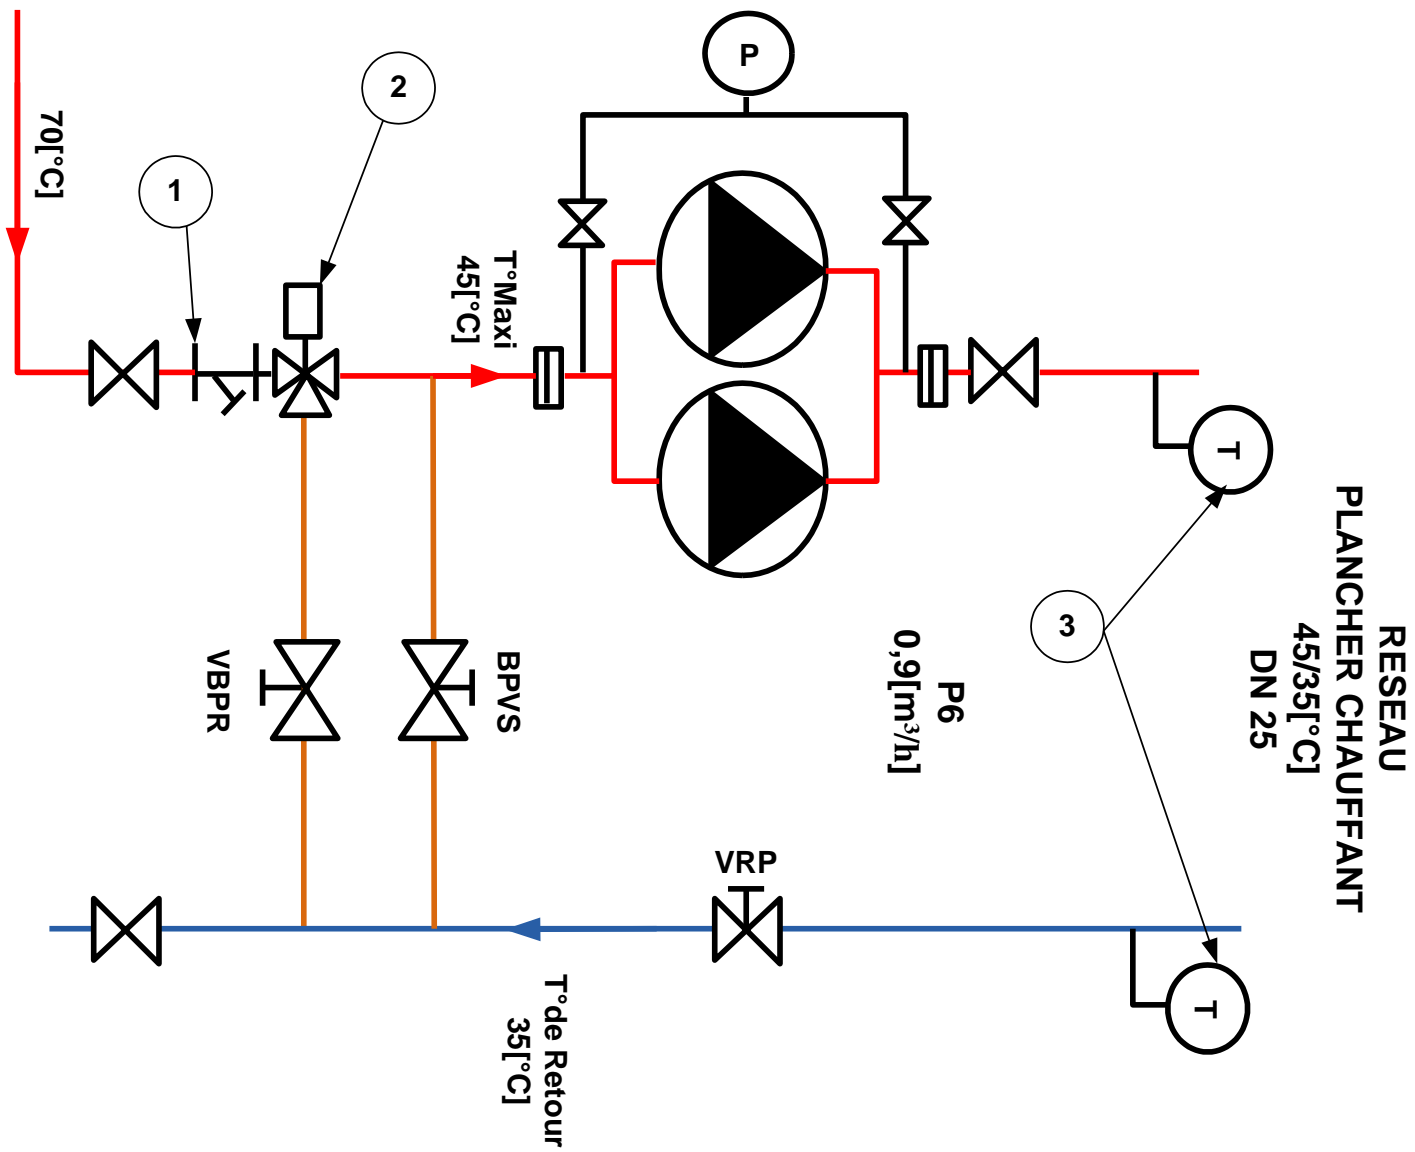 P
2
70[°C]
1
T°Maxi
45[°C]
T
RESEAU
PLANCHER CHAUFFANT
45/35[°C]
DN 25
3
P6
0,9[m³/h]
VBPR
BPVS
VRP
T°de Retour
35[°C]
T